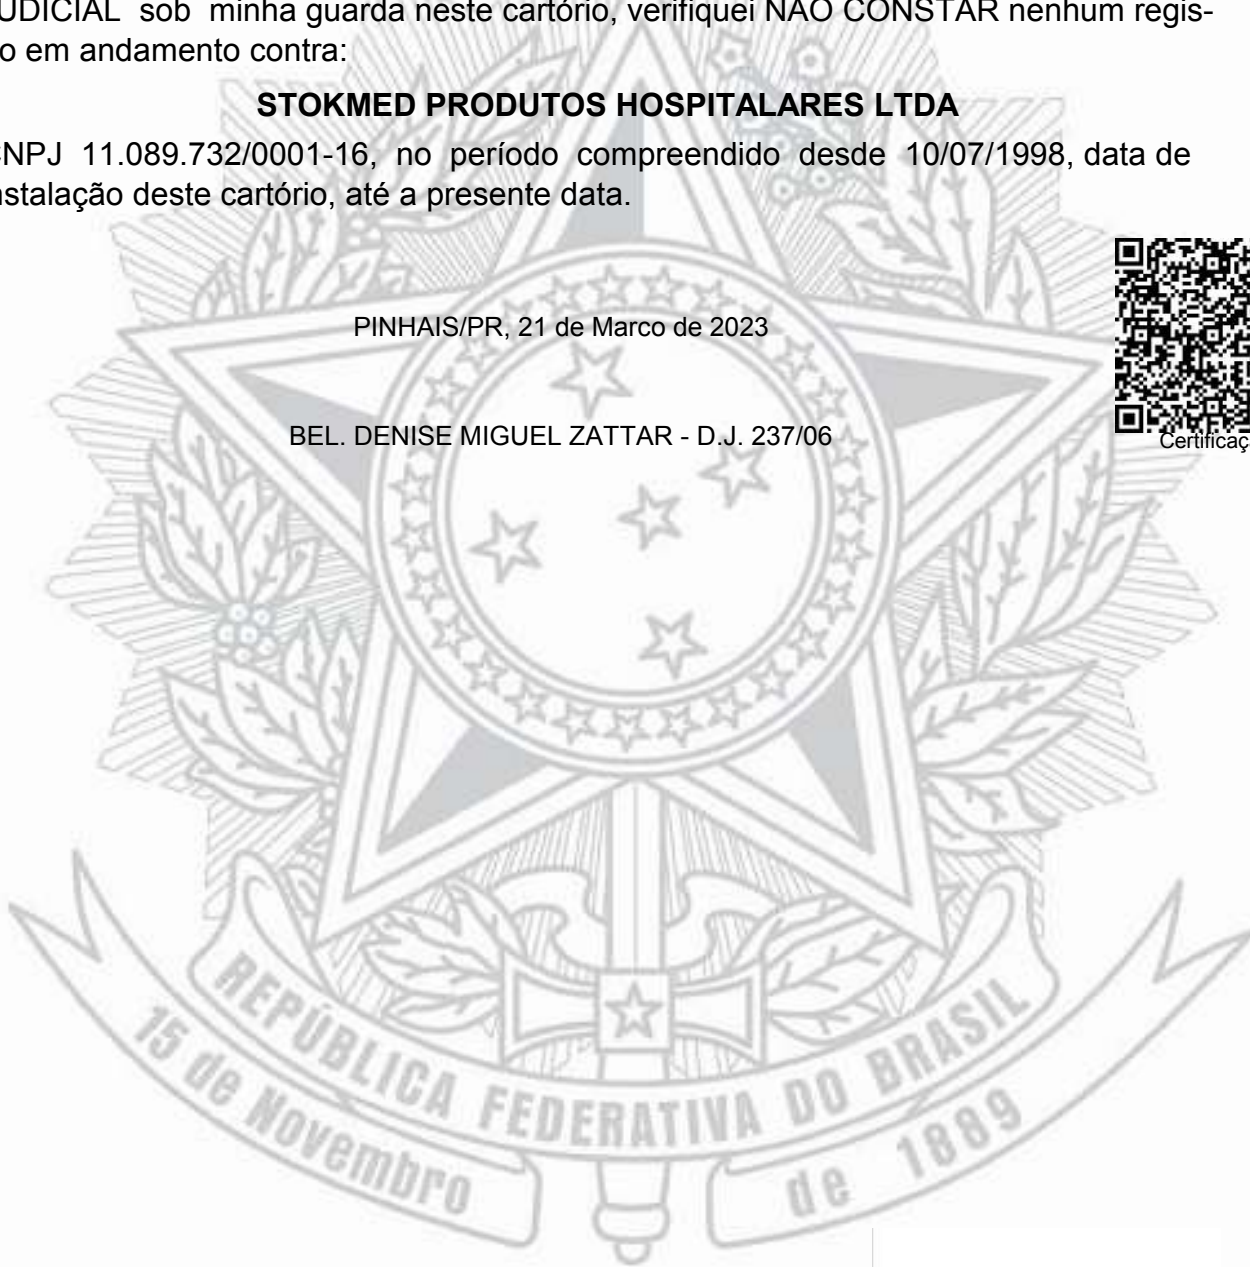 UDICIAL sob minha guarda neste cartório, verifiquei NAO CONSTAR nenhum regis-
o em andamento contra:
STOKMED PRODUTOS HOSPITALARES LTDA
CNPJ 11.089.732/0001-16, no período compreendido desde 10/07/1998, data de
nstalação deste cartório, até a presente data.
PINHAIS/PR, 21 de Marco de 2023
BEL. DENISE MIGUEL ZATTAR - D.J. 237/06
Certificaç
REPÚBLICA FEDERATIVA DO BRASIL
15 de Novembro de 1889